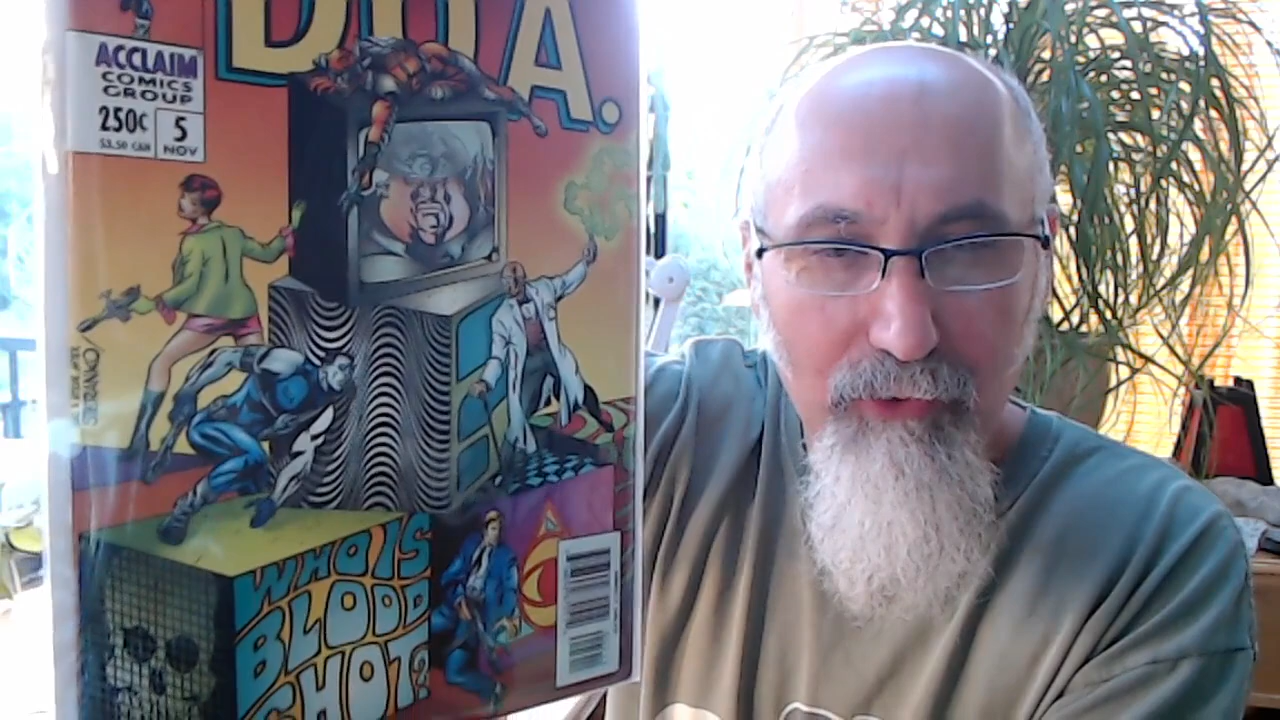 D.O.A.
ACCLAIM
COMICS
GROUP
250¢
5
$3.50 CAN
NOV
WHO IS
BLOOD
SHOT?